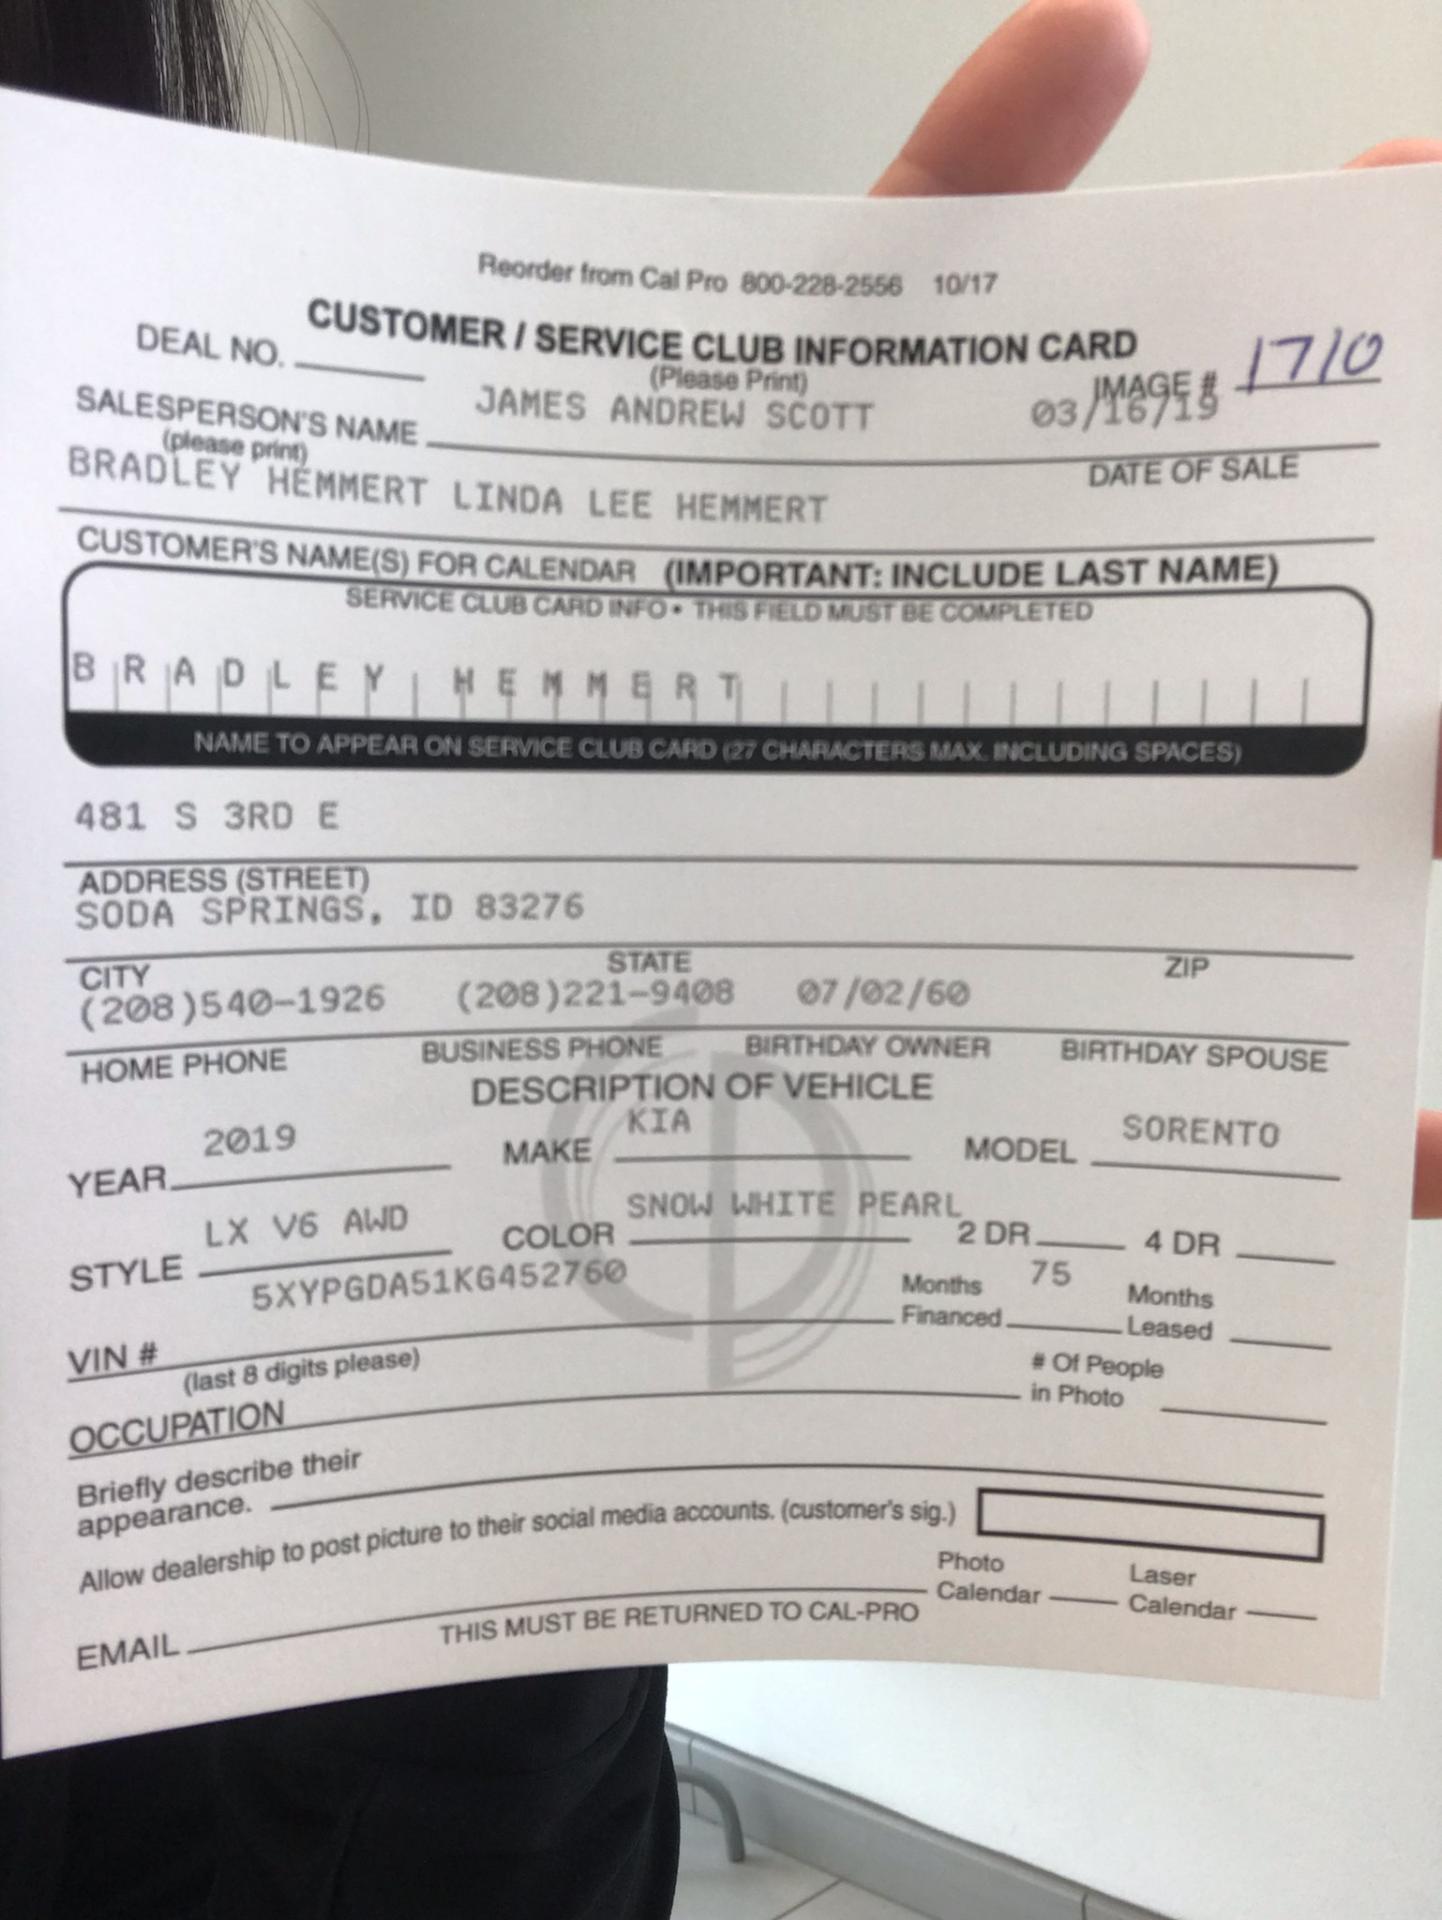 Reorder from Cal Pro 800-228-2556 10/17
CUSTOMER / SERVICE CLUB INFORMATION CARD
(Please Print)
DEAL NO.
IMAGE # 1710
JAMES ANDREW SCOTT 03/16/19
SALESPERSON'S NAME
(please print)
DATE OF SALE
BRADLEY HEMMERT LINDA LEE HEMMERT
CUSTOMER'S NAME(S) FOR CALENDAR (IMPORTANT: INCLUDE LAST NAME)
SERVICE CLUB CARD INFO • THIS FIELD MUST BE COMPLETED
BRADLEY HEMMERT
NAME TO APPEAR ON SERVICE CLUB CARD (27 CHARACTERS MAX. INCLUDING SPACES)
481 S 3RD E
ADDRESS (STREET)
SODA SPRINGS, ID 83276
CITY STATE ZIP
(208)540-1926 (208)221-9408 07/02/60
HOME PHONE BUSINESS PHONE BIRTHDAY OWNER BIRTHDAY SPOUSE
DESCRIPTION OF VEHICLE
YEAR 2019 MAKE KIA MODEL SORENTO
STYLE LX V6 AWD COLOR SNOW WHITE PEARL 2 DR 4 DR
5XYPGDA51KG452760
VIN #
(last 8 digits please)
Months Financed 75 Months Leased
OCCUPATION
# Of People in Photo
Briefly describe their
appearance.
Allow dealership to post picture to their social media accounts. (customer's sig.)
EMAIL
Photo Calendar Laser Calendar
THIS MUST BE RETURNED TO CAL-PRO